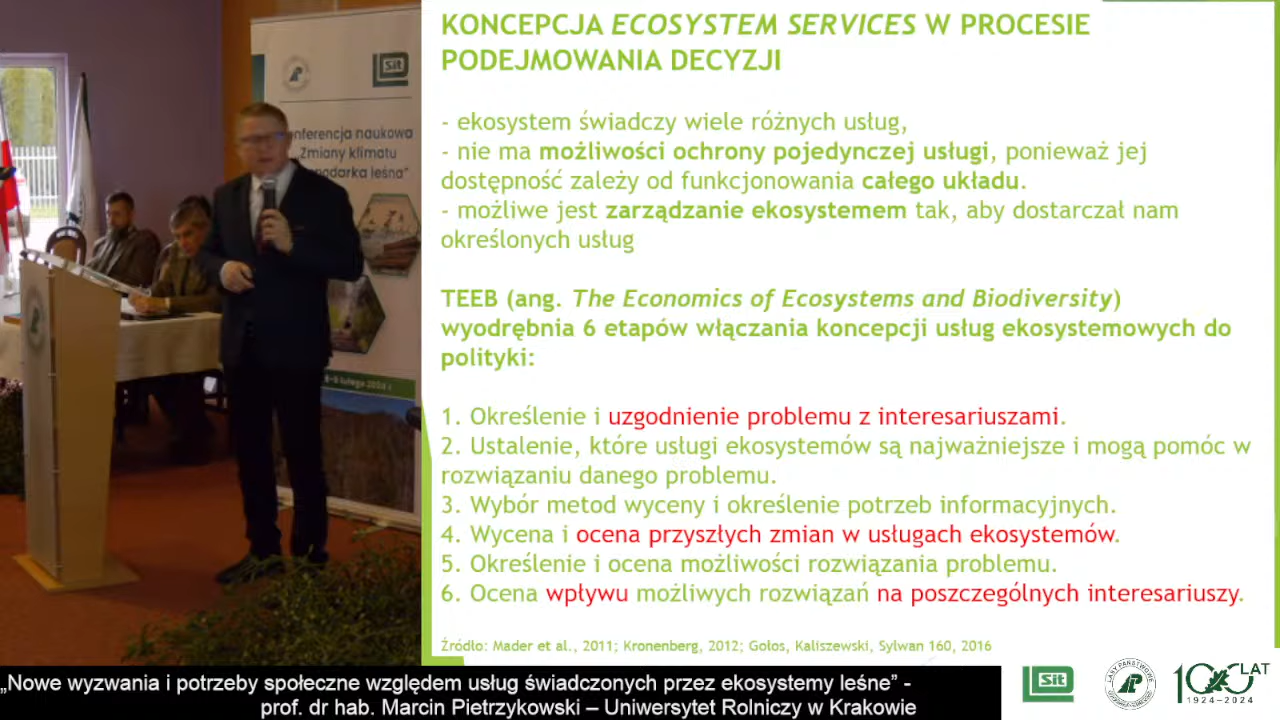 KONCEPCJA ECOSYSTEM SERVICES W PROCESIE
PODEJMOWANIA DECYZJI
- ekosystem świadczy wiele różnych usług,
- nie ma możliwości ochrony pojedynczej usługi, ponieważ jej
dostępność zależy od funkcjonowania całego układu.
- możliwe jest zarządzanie ekosystemem tak, aby dostarczał nam
określonych usług
TEEB (ang. The Economics of Ecosystems and Biodiversity)
wyodrębnia 6 etapów włączania koncepcji usług ekosystemowych do
polityki:
1. Określenie i uzgodnienie problemu z interesariuszami.
2. Ustalenie, które usługi ekosystemów są najważniejsze i mogą pomóc w
rozwiązaniu danego problemu.
3. Wybór metod wyceny i określenie potrzeb informacyjnych.
4. Wycena i ocena przyszłych zmian w usługach ekosystemów.
5. Określenie i ocena możliwości rozwiązania problemu.
6. Ocena wpływu możliwych rozwiązań na poszczególnych interesariuszy.
Źródło: Mader et al., 2011; Kronenberg, 2012; Gołos, Kaliszewski, Sylwan 160, 2016
Sit
nferencja naukowa
„Zmiany klimatu
podarka leśna"
„Nowe wyzwania i potrzeby społeczne względem usług świadczonych przez ekosystemy leśne” -
prof. dr hab. Marcin Pietrzykowski – Uniwersytet Rolniczy w Krakowie
Sit
LASY PAŃSTWOWE
100 LAT
1924–2024